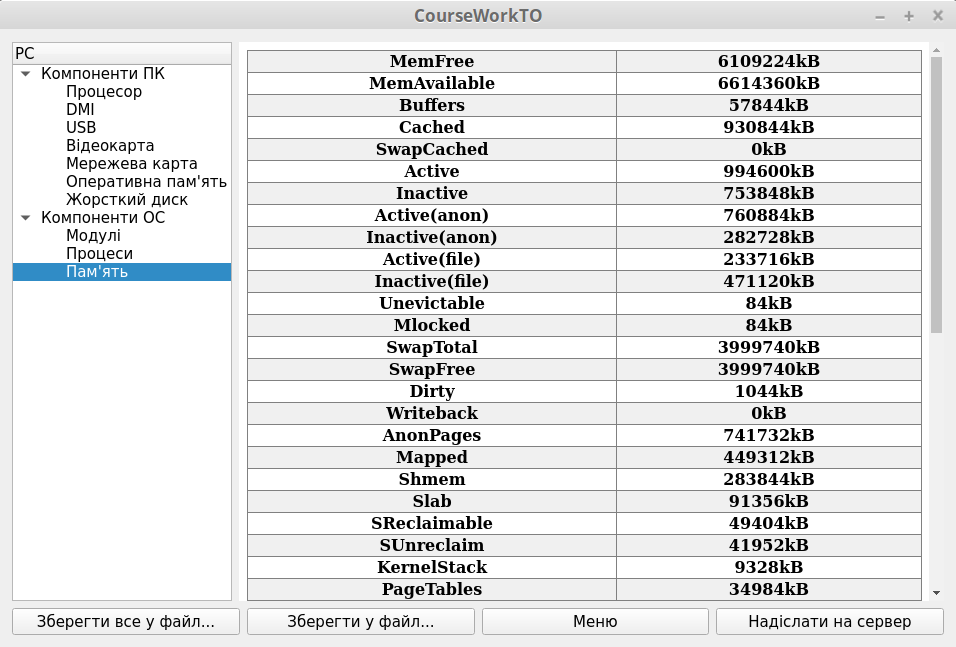 CourseWorkTO
PC
Компоненти ПК
Процесор
DMI
USB
Відеокарта
Мережева карта
Оперативна пам'ять
Жорсткий диск
Компоненти ОС
Модулі
Процеси
Пам'ять
MemFree 6109224kB
MemAvailable 6614360kB
Buffers 57844kB
Cached 930844kB
SwapCached 0kB
Active 994600kB
Inactive 753848kB
Active(anon) 760884kB
Inactive(anon) 282728kB
Active(file) 233716kB
Inactive(file) 471120kB
Unevictable 84kB
Mlocked 84kB
SwapTotal 3999740kB
SwapFree 3999740kB
Dirty 1044kB
Writeback 0kB
AnonPages 741732kB
Mapped 449312kB
Shmem 283844kB
Slab 91356kB
SReclaimable 49404kB
SUnreclaim 41952kB
KernelStack 9328kB
PageTables 34984kB
Зберегти все у файл... Зберегти у файл... Меню Надіслати на сервер